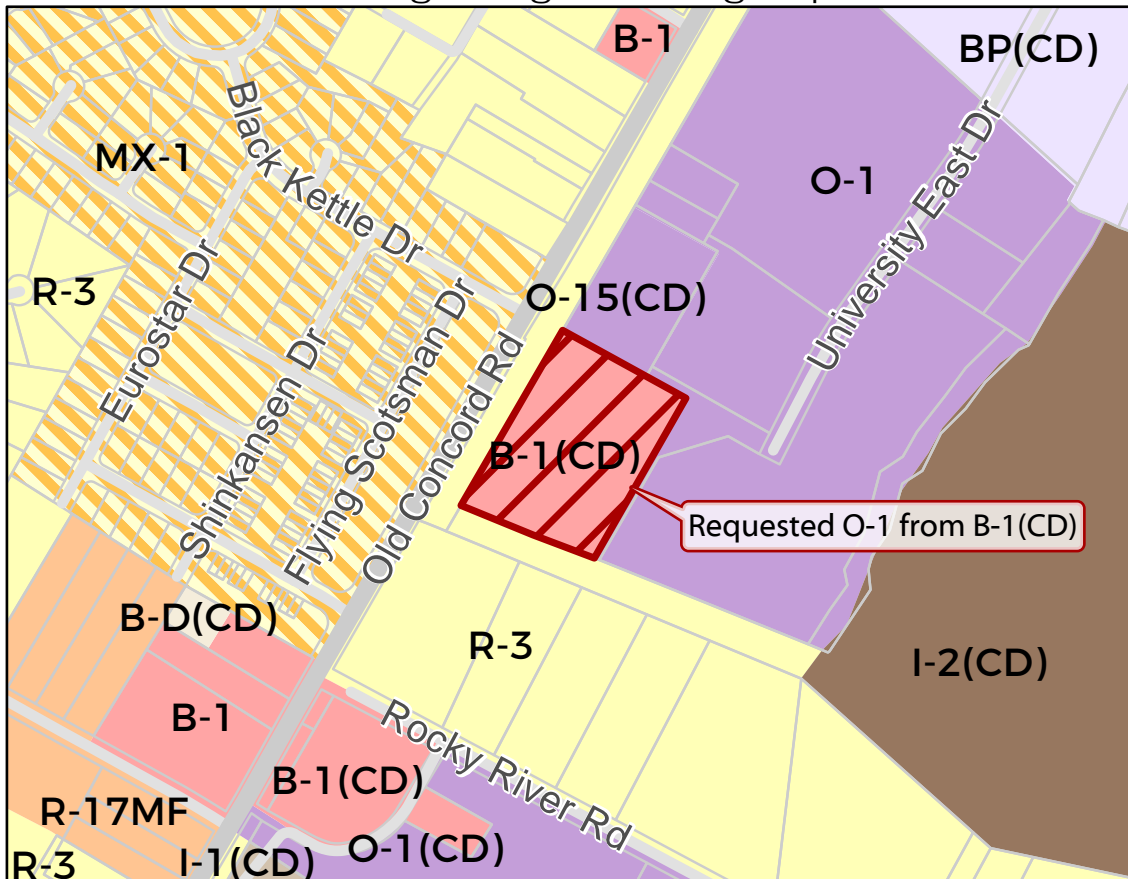 B-1
BP(CD)
MX-1
Black Kettle Dr
O-1
University East Dr
R-3
Eurostar Dr
Shinkansen Dr
Flying Scotsman Dr
Old Concord Rd
O-15(CD)
B-1(CD)
Requested O-1 from B-1(CD)
B-D(CD)
R-3
I-2(CD)
B-1
Rocky River Rd
B-1(CD)
R-17MF
O-1(CD)
R-3
I-1(CD)